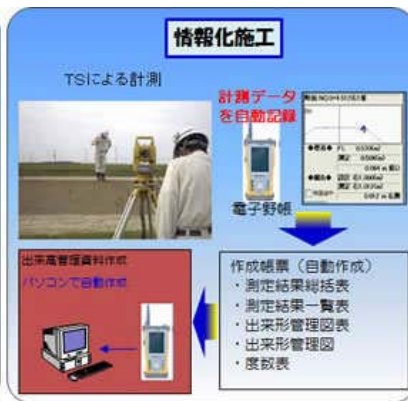 情報化施工
TSによる計測
計測データ
を自動記録
電子野帳
作成帳票（自動作成）
・測定結果総括表
・測定結果一覧表
・出来形管理図表
・出来形管理図
・度数表
出来高管理資料作成
パソコンで自動作成